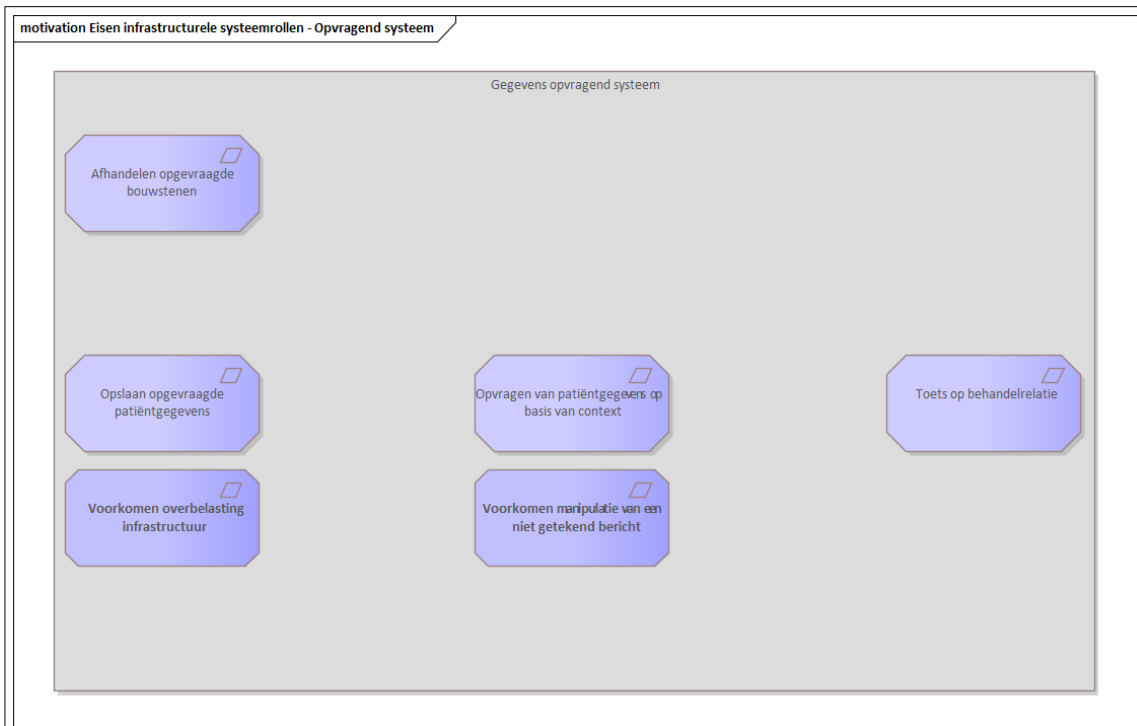 motivation Eisen infrastructurele systeemrollen - Opvragend systeem
Gegevens opvragend systeem
Afhandelen opgevraagde
bouwstenen
Opslaan opgevraagde
patiëntgegevens
Opvragen van patiëntgegevens op
basis van context
Toets op behandelrelatie
Voorkomen overbelasting
infrastructuur
Voorkomen manipulatie van een
niet getekend bericht